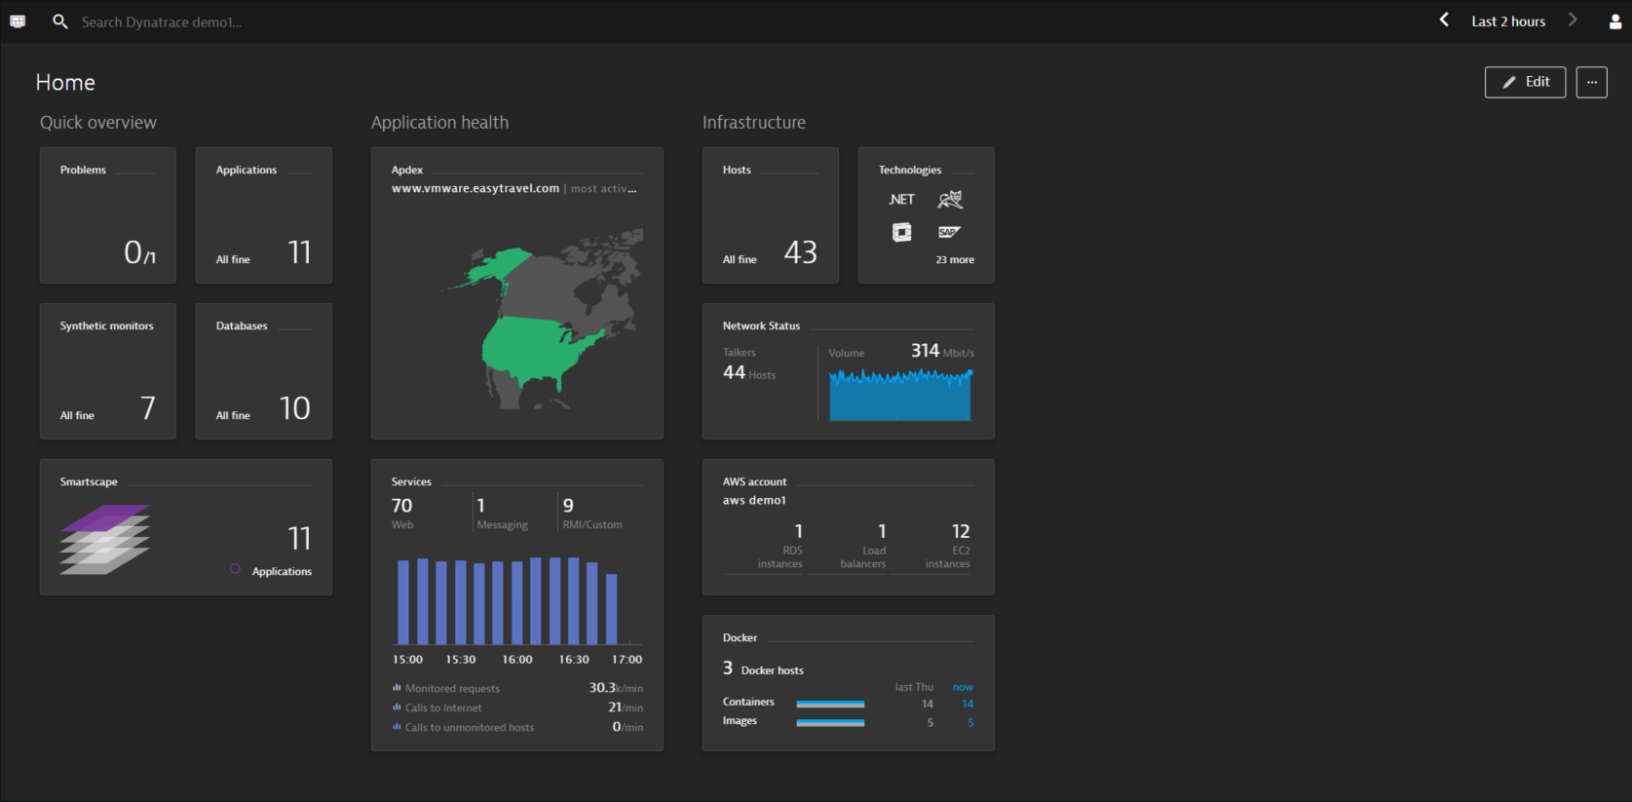 Search Dynatrace demo1...
Last 2 hours
Home
Edit
...
Quick overview
Problems
0/1
Applications
All fine 11
Synthetic monitors
All fine 7
Databases
All fine 10
Smartscape
11
Applications
Application health
Apdex
www.vmware.easytravel.com | most activ...
Services
70 1 9
Web Messaging RMI/Custom
15:00 15:30 16:00 16:30 17:00
Monitored requests 30.3k/min
Calls to Internet 21/min
Calls to unmonitored hosts 0/min
Infrastructure
Hosts
All fine 43
Technologies
.NET
SAP
23 more
Network Status
Talkers
44 Hosts
Volume 314 Mbit/s
AWS account
aws demo1
1 1 12
RDS Load EC2
instances balancers instances
Docker
3 Docker hosts
last Thu now
Containers 14 14
Images 5 5